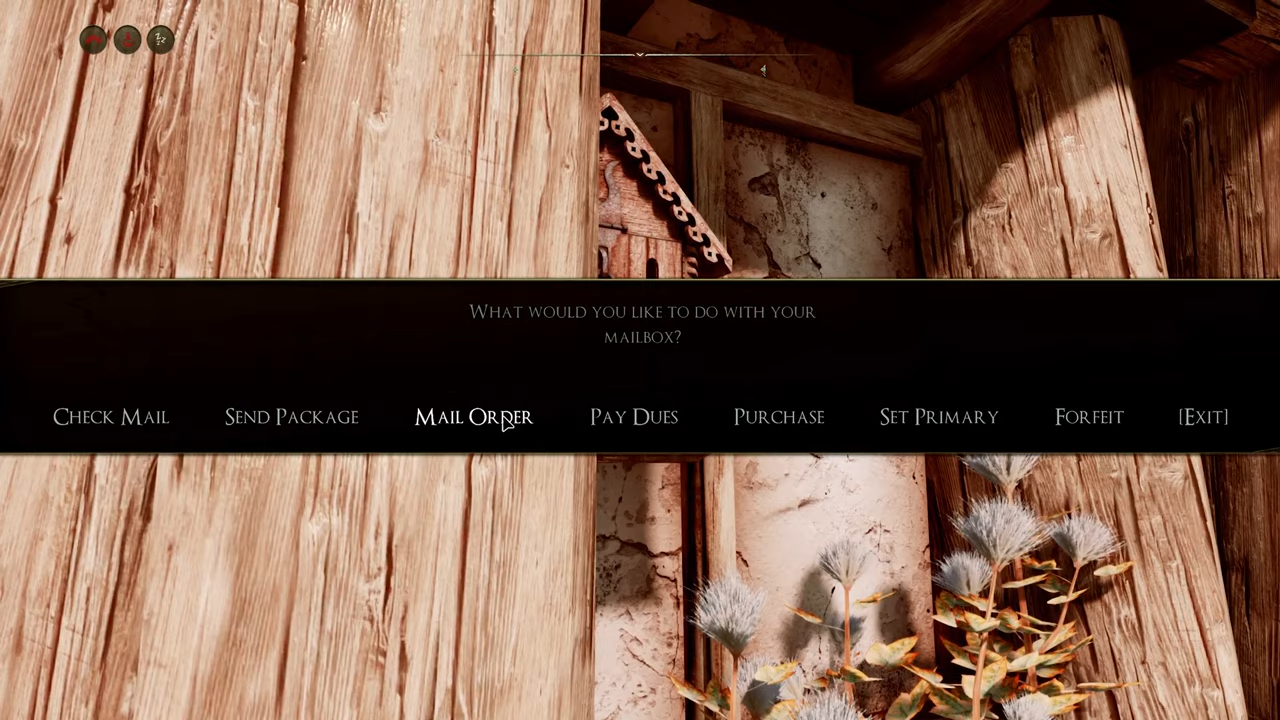 What would you like to do with your
mailbox?
Check Mail Send Package Mail Order Pay Dues Purchase Set Primary Forfeit [Exit]